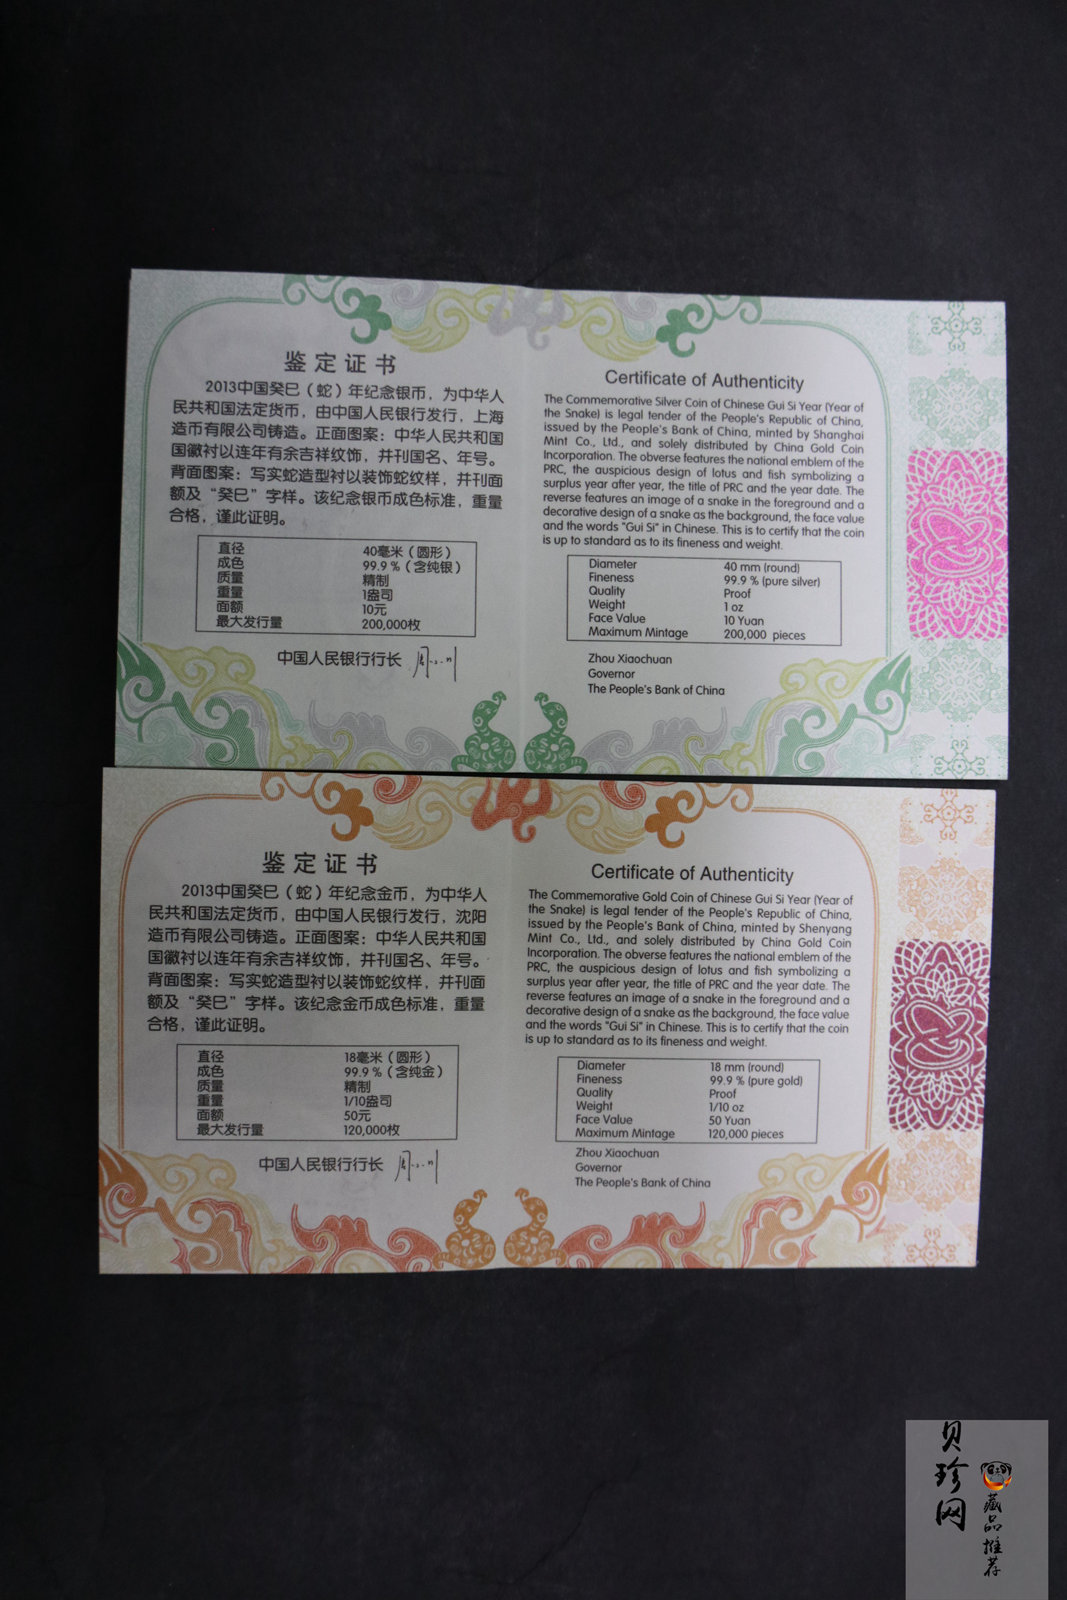 鉴定证书
2013中国癸巳（蛇）年纪念银币，为中华人
民共和国法定货币，由中国人民银行发行，上海
造币有限公司铸造。正面图案：中华人民共和国
国徽衬以连年有余吉祥纹饰，并刊国名、年号。
背面图案：写实蛇造型衬以装饰蛇纹样，并刊面
额及“癸巳”字样。该纪念银币成色标准，重量
合格，谨此证明。
直径 40毫米（圆形）
成色 99.9％（含纯银）
质量 精制
重量 1盎司
面额 10元
最大发行量 200,000枚
中国人民银行行长
Certificate of Authenticity
The Commemorative Silver Coin of Chinese Gui Si Year (Year of
the Snake) is legal tender of the People's Republic of China,
issued by the People's Bank of China, minted by Shanghai
Mint Co., Ltd., and solely distributed by China Gold Coin
Incorporation. The obverse features the national emblem of the
PRC, the auspicious design of lotus and fish symbolizing a
surplus year after year, the title of PRC and the year date. The
reverse features an image of a snake in the foreground and a
decorative design of a snake as the background, the face value
and the words "Gui Si" in Chinese. This is to certify that the coin
is up to standard as to its fineness and weight.
Diameter 40 mm (round)
Fineness 99.9 % (pure silver)
Quality Proof
Weight 1 oz
Face Value 10 Yuan
Maximum Mintage 200,000 pieces
Zhou Xiaochuan
Governor
The People's Bank of China
鉴定证书
2013中国癸巳（蛇）年纪念金币，为中华人
民共和国法定货币，由中国人民银行发行，沈阳
造币有限公司铸造。正面图案：中华人民共和国
国徽衬以连年有余吉祥纹饰，并刊国名、年号。
背面图案：写实蛇造型衬以装饰蛇纹样，并刊面
额及“癸巳”字样。该纪念金币成色标准，重量
合格，谨此证明。
直径 18毫米（圆形）
成色 99.9％（含纯金）
质量 精制
重量 1/10盎司
面额 50元
最大发行量 120,000枚
中国人民银行行长
Certificate of Authenticity
The Commemorative Gold Coin of Chinese Gui Si Year (Year of
the Snake) is legal tender of the People's Republic of China,
issued by the People's Bank of China, minted by Shenyang
Mint Co., Ltd., and solely distributed by China Gold Coin
Incorporation. The obverse features the national emblem of the
PRC, the auspicious design of lotus and fish symbolizing a
surplus year after year, the title of PRC and the year date. The
reverse features an image of a snake in the foreground and a
decorative design of a snake as the background, the face value
and the words "Gui Si" in Chinese. This is to certify that the coin
is up to standard as to its fineness and weight.
Diameter 18 mm (round)
Fineness 99.9 % (pure gold)
Quality Proof
Weight 1/10 oz
Face Value 50 Yuan
Maximum Mintage 120,000 pieces
Zhou Xiaochuan
Governor
The People's Bank of China
贝珍网
藏品推荐